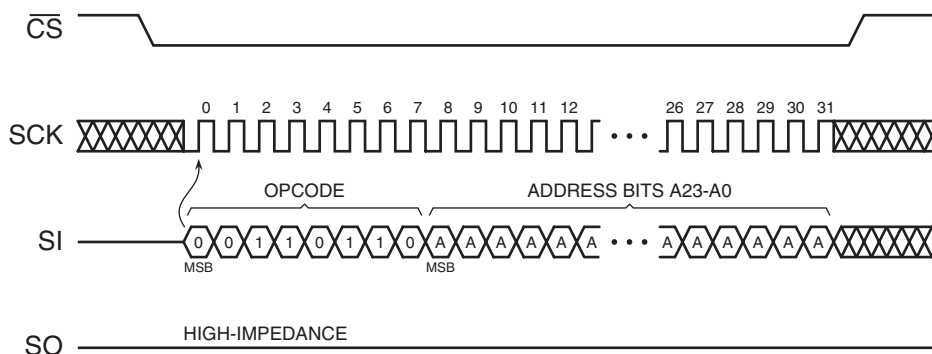 CS
SCK
0 1 2 3 4 5 6 7 8 9 10 11 12 26 27 28 29 30 31
OPCODE
ADDRESS BITS A23-A0
SI
0 0 1 1 0 1 1 0 A A A A A A A A A A A A
MSB
MSB
SO
HIGH-IMPEDANCE